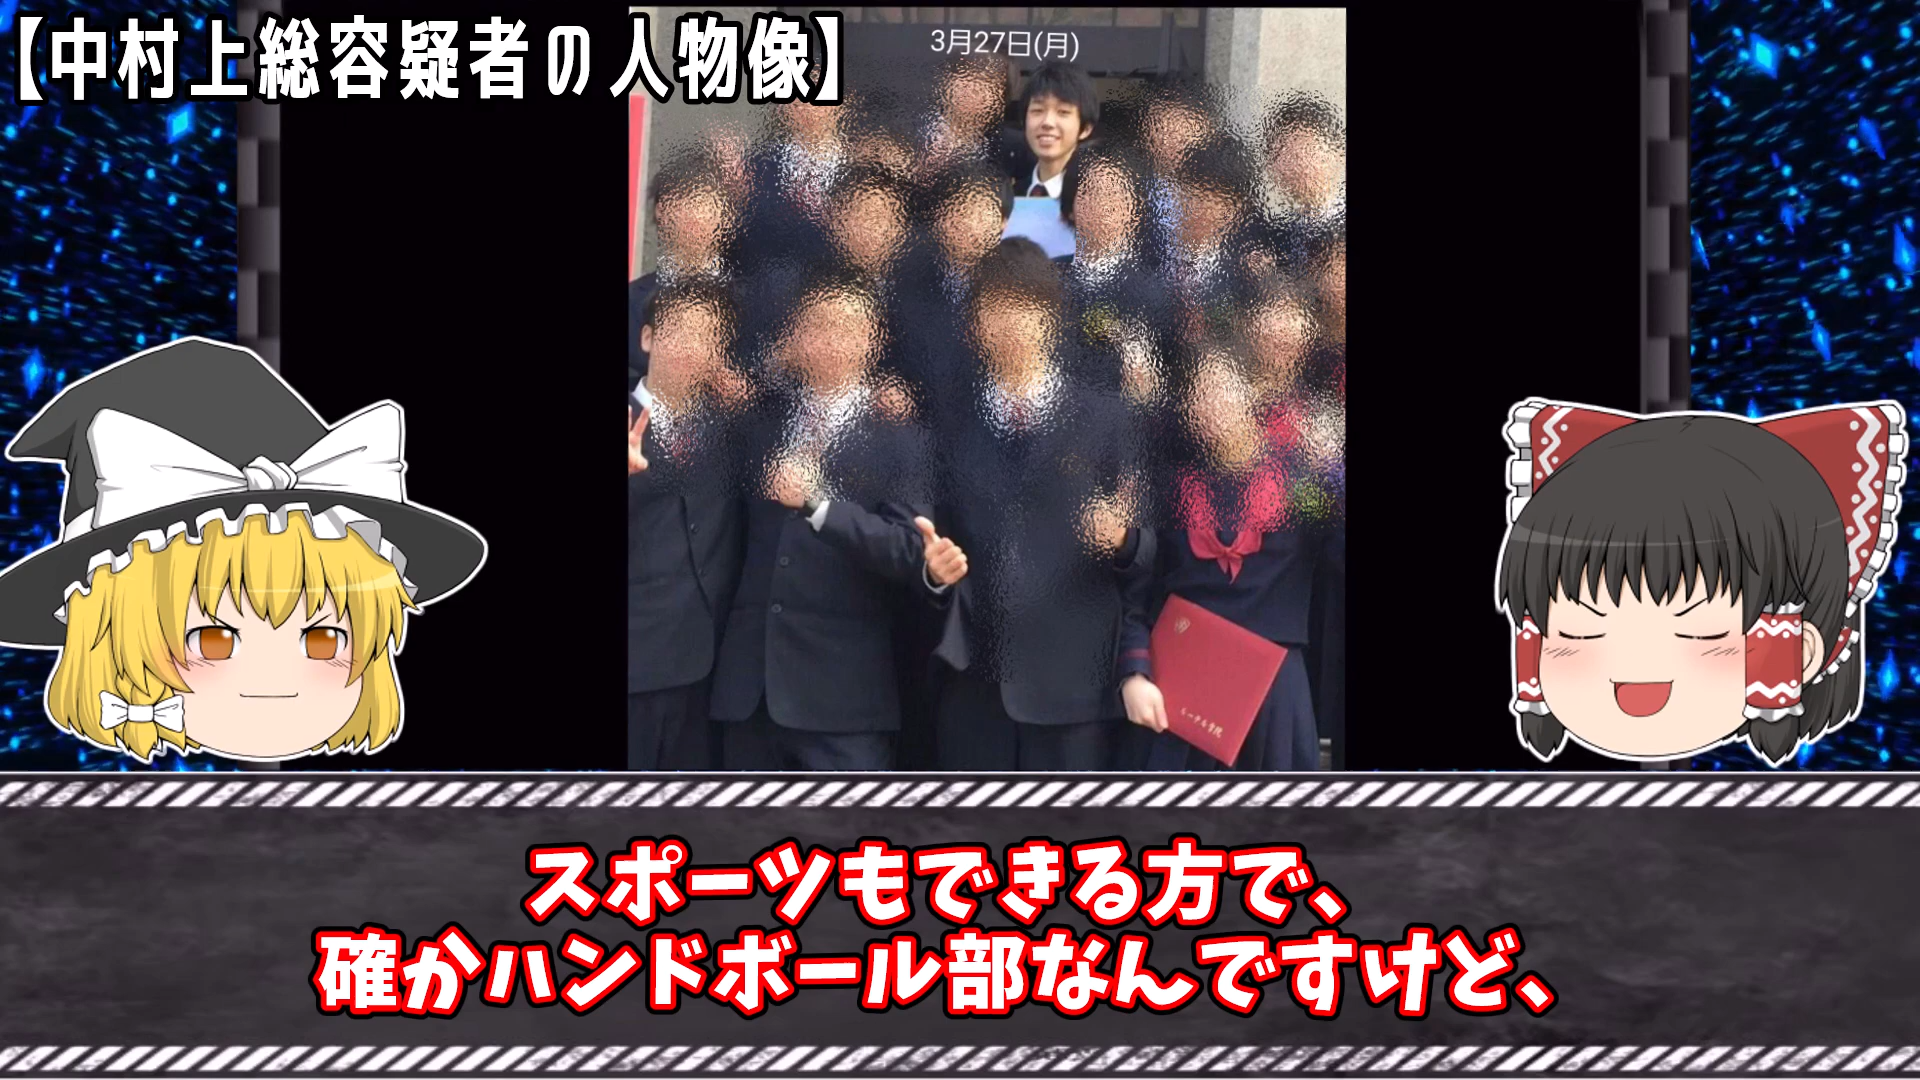 【中村上総容疑者の人物像】
3月27日(月)
スポーツもできる方で、
確かハンドボール部なんですけど、